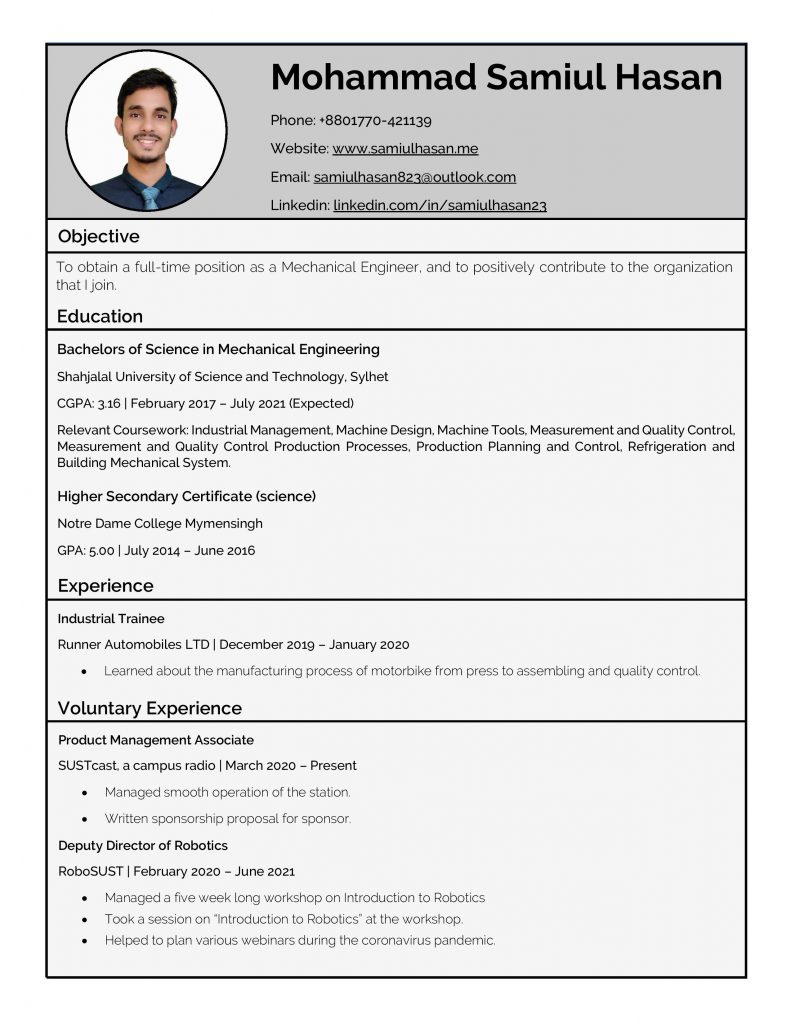 Mohammad Samiul Hasan
Phone: +8801770-421139
Website: www.samiulhasan.me
Email: samiulhasan823@outlook.com
Linkedin: linkedin.com/in/samiulhasan23
Objective
To obtain a full-time position as a Mechanical Engineer, and to positively contribute to the organization
that I join.
Education
Bachelors of Science in Mechanical Engineering
Shahjalal University of Science and Technology, Sylhet
CGPA: 3.16 | February 2017 – July 2021 (Expected)
Relevant Coursework: Industrial Management, Machine Design, Machine Tools, Measurement and Quality Control,
Measurement and Quality Control Production Processes, Production Planning and Control, Refrigeration and
Building Mechanical System.
Higher Secondary Certificate (science)
Notre Dame College Mymensingh
GPA: 5.00 | July 2014 – June 2016
Experience
Industrial Trainee
Runner Automobiles LTD | December 2019 – January 2020
• Learned about the manufacturing process of motorbike from press to assembling and quality control.
Voluntary Experience
Product Management Associate
SUSTcast, a campus radio | March 2020 – Present
• Managed smooth operation of the station.
• Written sponsorship proposal for sponsor.
Deputy Director of Robotics
RoboSUST | February 2020 – June 2021
• Managed a five week long workshop on Introduction to Robotics
• Took a session on “Introduction to Robotics” at the workshop.
• Helped to plan various webinars during the coronavirus pandemic.